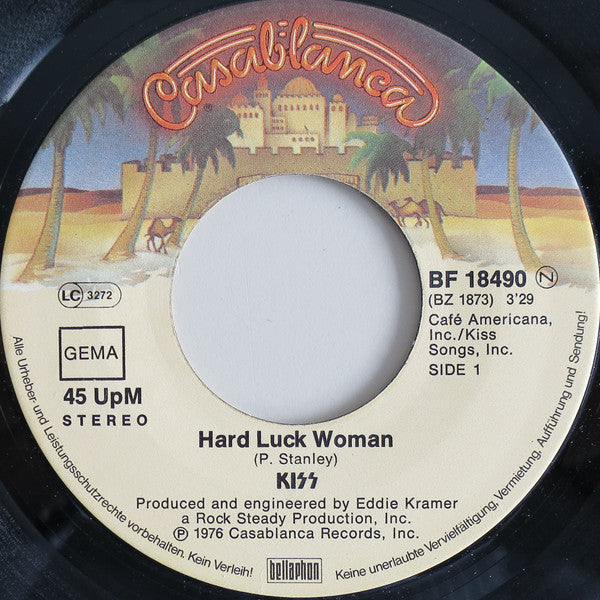 Casablanca
®
LC 3272
GEMA
45 UpM
STEREO
BF 18490 N
(BZ 1873) 3'29
Café Americana,
Inc./Kiss
Songs, Inc.
SIDE 1
Hard Luck Woman
(P. Stanley)
KISS
Produced and engineered by Eddie Kramer
a Rock Steady Production, Inc.
℗ 1976 Casablanca Records, Inc.
bellaphon
Alle Urheber- und Leistungsschutzrechte vorbehalten. Kein Verleih! Keine unerlaubte Vervielfältigung, Vermietung, Aufführung und Sendung!